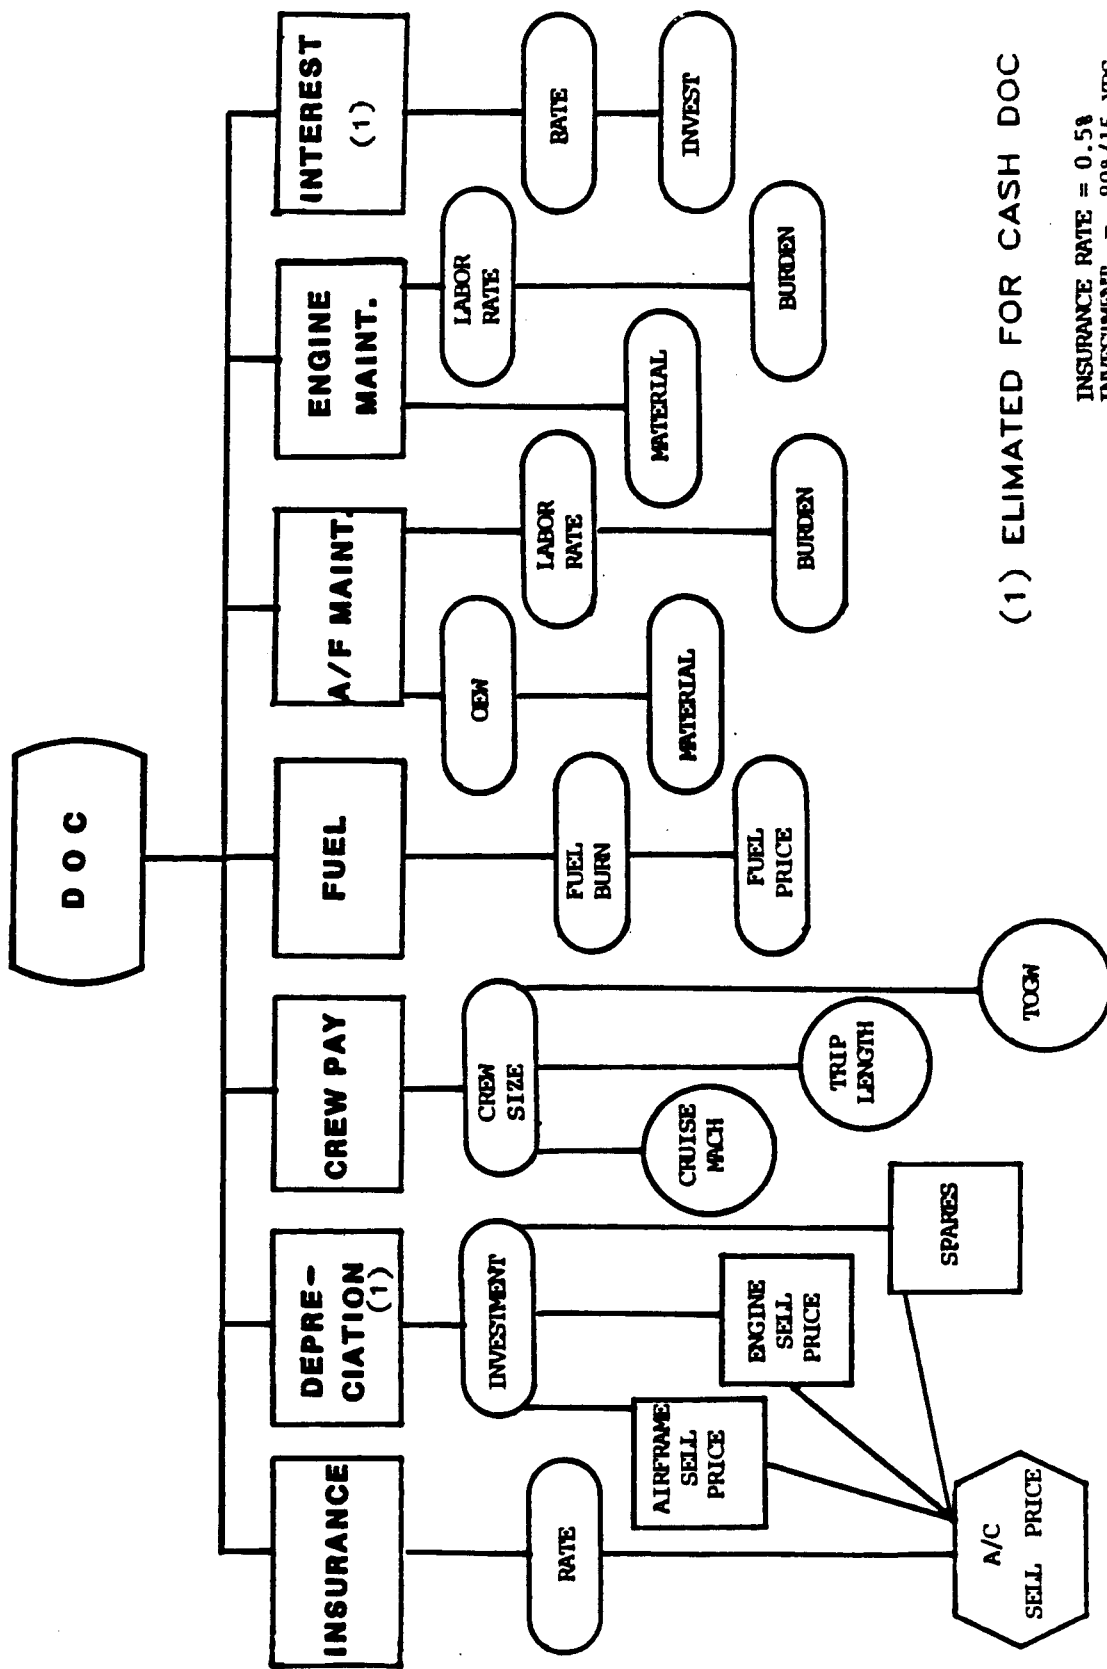 D O C
INSURANCE
DEPRE-
CIATION
(1)
CREW PAY
FUEL
A/F MAINT.
ENGINE
MAINT.
INTEREST
(1)
RATE
INVESTMENT
CREW
SIZE
FUEL
BURN
OEW
LABOR
RATE
LABOR
RATE
RATE
AIRFRAME
SELL
PRICE
ENGINE
SELL
PRICE
SPARES
CRUISE
MACH
TRIP
LENGTH
TOGW
FUEL
PRICE
MATERIAL
BURDEN
MATERIAL
BURDEN
INVEST
A/C
SELL PRICE
(1) ELIMATED FOR CASH DOC
INSURANCE RATE = 0.5%